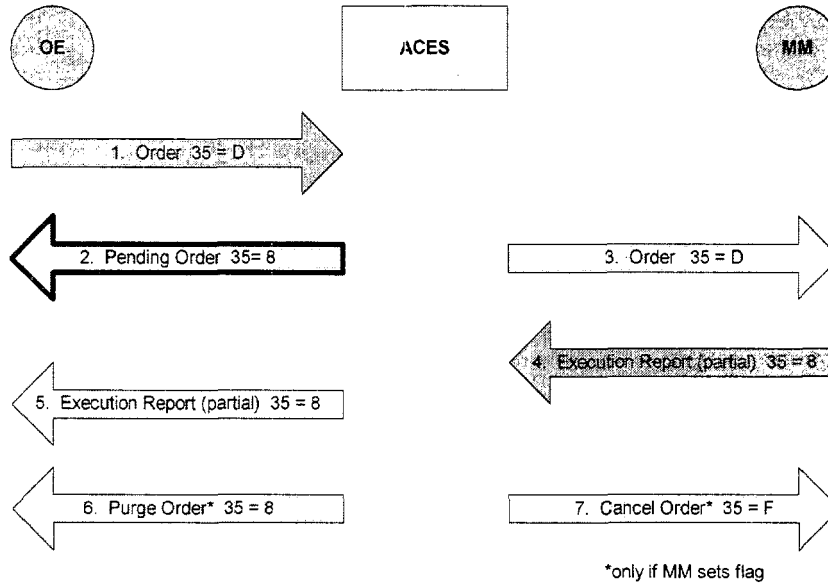 OE
ACES
MM
1. Order 35 = D
2. Pending Order 35= 8
3. Order 35 = D
4. Execution Report (partial) 35 = 8
5. Execution Report (partial) 35 = 8
6. Purge Order* 35 = 8
7. Cancel Order* 35 = F
*only if MM sets flag